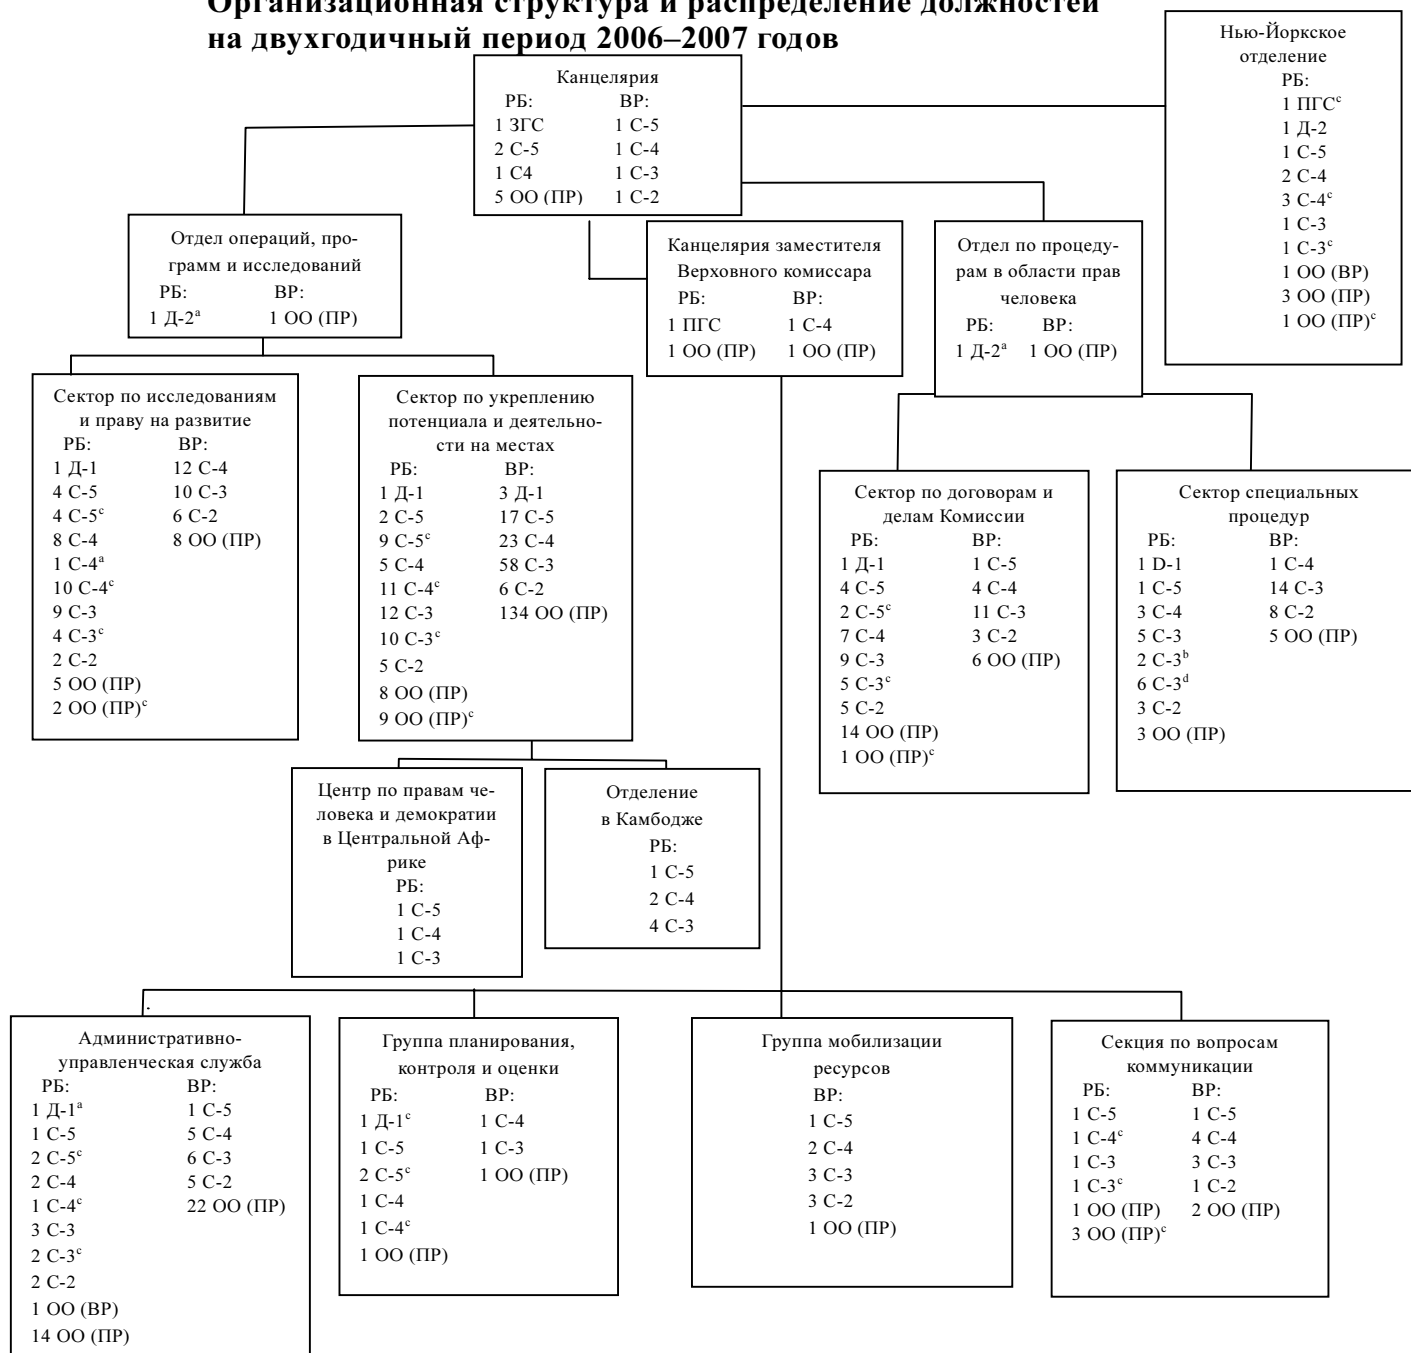 Организационная структура и распределение должностей
на двухгодичный период 2006–2007 годов
Нью-Йоркское
отделение
РБ:
1 ПГСᶜ
1 Д-2
1 С-5
2 С-4
3 С-4ᶜ
1 С-3
1 С-3ᶜ
1 ОО (ВР)
3 ОО (ПР)
1 ОО (ПР)ᶜ
Канцелярия
РБ: ВР:
1 ЗГС 1 С-5
2 С-5 1 С-4
1 С4 1 С-3
5 ОО (ПР) 1 С-2
Отдел операций, про-
грамм и исследований
РБ: ВР:
1 Д-2ᵃ 1 ОО (ПР)
Канцелярия заместителя
Верховного комиссара
РБ: ВР:
1 ПГС 1 С-4
1 ОО (ПР) 1 ОО (ПР)
Отдел по процеду-
рам в области прав
человека
РБ: ВР:
1 Д-2ᵃ 1 ОО (ПР)
Сектор по исследованиям
и праву на развитие
РБ: ВР:
1 Д-1 12 С-4
4 С-5 10 С-3
4 С-5ᶜ 6 С-2
8 С-4 8 ОО (ПР)
1 С-4ᵃ
10 С-4ᶜ
9 С-3
4 С-3ᶜ
2 С-2
5 ОО (ПР)
2 ОО (ПР)ᶜ
Сектор по укреплению
потенциала и деятельно-
сти на местах
РБ: ВР:
1 Д-1 3 Д-1
2 С-5 17 С-5
9 С-5ᶜ 23 С-4
5 С-4 58 С-3
11 С-4ᶜ 6 С-2
12 С-3 134 ОО (ПР)
10 С-3ᶜ
5 С-2
8 ОО (ПР)
9 ОО (ПР)ᶜ
Сектор по договорам и
делам Комиссии
РБ: ВР:
1 Д-1 1 С-5
4 С-5 4 С-4
2 С-5ᶜ 11 С-3
7 С-4 3 С-2
9 С-3 6 ОО (ПР)
5 С-3ᶜ
5 С-2
14 ОО (ПР)
1 ОО (ПР)ᶜ
Сектор специальных
процедур
РБ: ВР:
1 D-1 1 С-4
1 С-5 14 С-3
3 С-4 8 С-2
5 С-3 5 ОО (ПР)
2 С-3ᵇ
6 С-3ᵈ
3 С-2
3 ОО (ПР)
Центр по правам че-
ловека и демократии
в Центральной Аф-
рике
РБ:
1 С-5
1 С-4
1 С-3
Отделение
в Камбодже
РБ:
1 С-5
2 С-4
4 С-3
Административно-
управленческая служба
РБ: ВР:
1 Д-1ᵃ 1 С-5
1 С-5 5 С-4
2 С-5ᶜ 6 С-3
2 С-4 5 С-2
1 С-4ᶜ 22 ОО (ПР)
3 С-3
2 С-3ᶜ
2 С-2
1 ОО (ВР)
14 ОО (ПР)
Группа планирования,
контроля и оценки
РБ: ВР:
1 Д-1ᶜ 1 С-4
1 С-5 1 С-3
2 С-5ᶜ 1 ОО (ПР)
1 С-4
1 С-4ᶜ
1 ОО (ПР)
Группа мобилизации
ресурсов
ВР:
1 С-5
2 С-4
3 С-3
3 С-2
1 ОО (ПР)
Секция по вопросам
коммуникации
РБ: ВР:
1 С-5 1 С-5
1 С-4ᶜ 4 С-4
1 С-3 3 С-3
1 С-3ᶜ 1 С-2
1 ОО (ПР) 2 ОО (ПР)
3 ОО (ПР)ᶜ